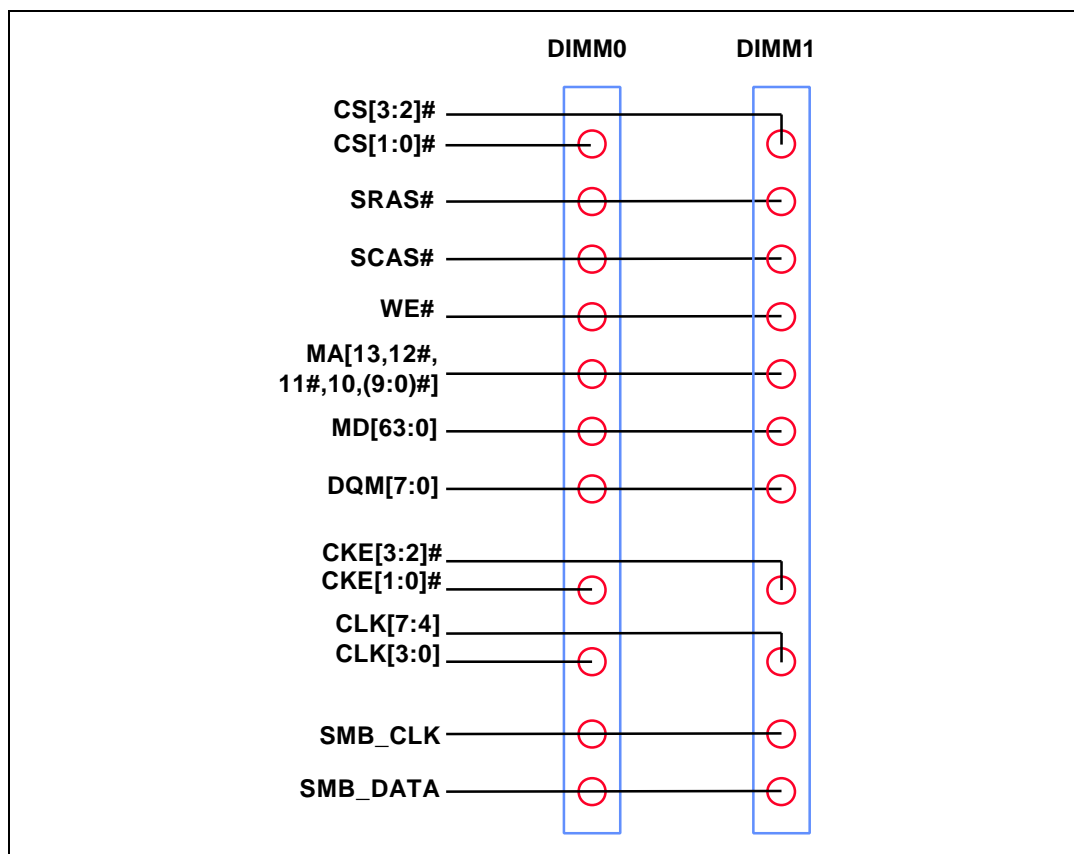 DIMM0 DIMM1
CS[3:2]#
CS[1:0]#
SRAS#
SCAS#
WE#
MA[13,12#,
11#,10,(9:0)#]
MD[63:0]
DQM[7:0]
CKE[3:2]#
CKE[1:0]#
CLK[7:4]
CLK[3:0]
SMB_CLK
SMB_DATA